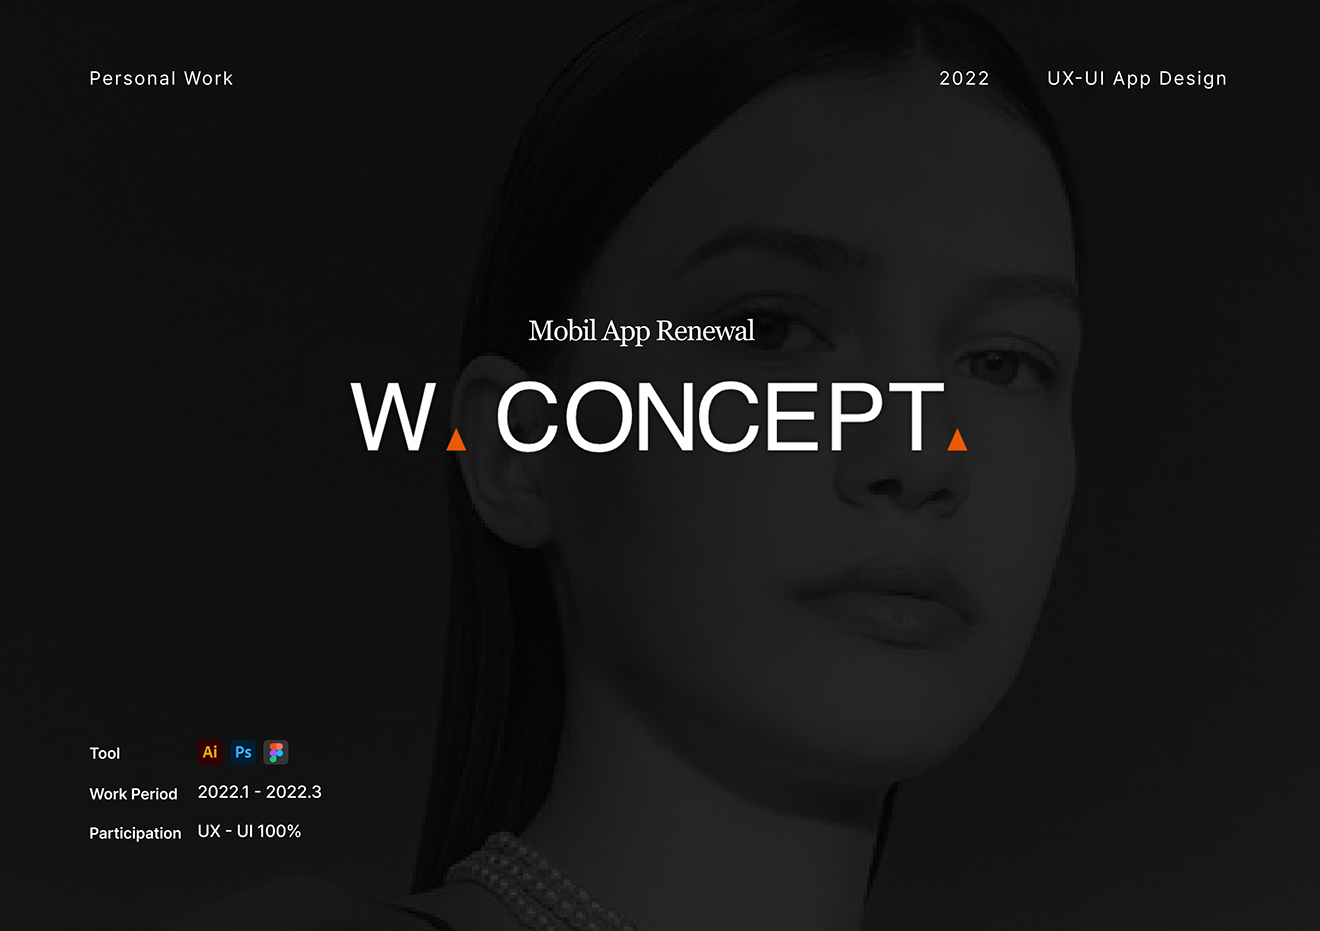 Personal Work
2022
UX-UI App Design
Mobil App Renewal
W▲ CONCEPT▲
Tool Ai Ps
Work Period 2022.1 - 2022.3
Participation UX - UI 100%